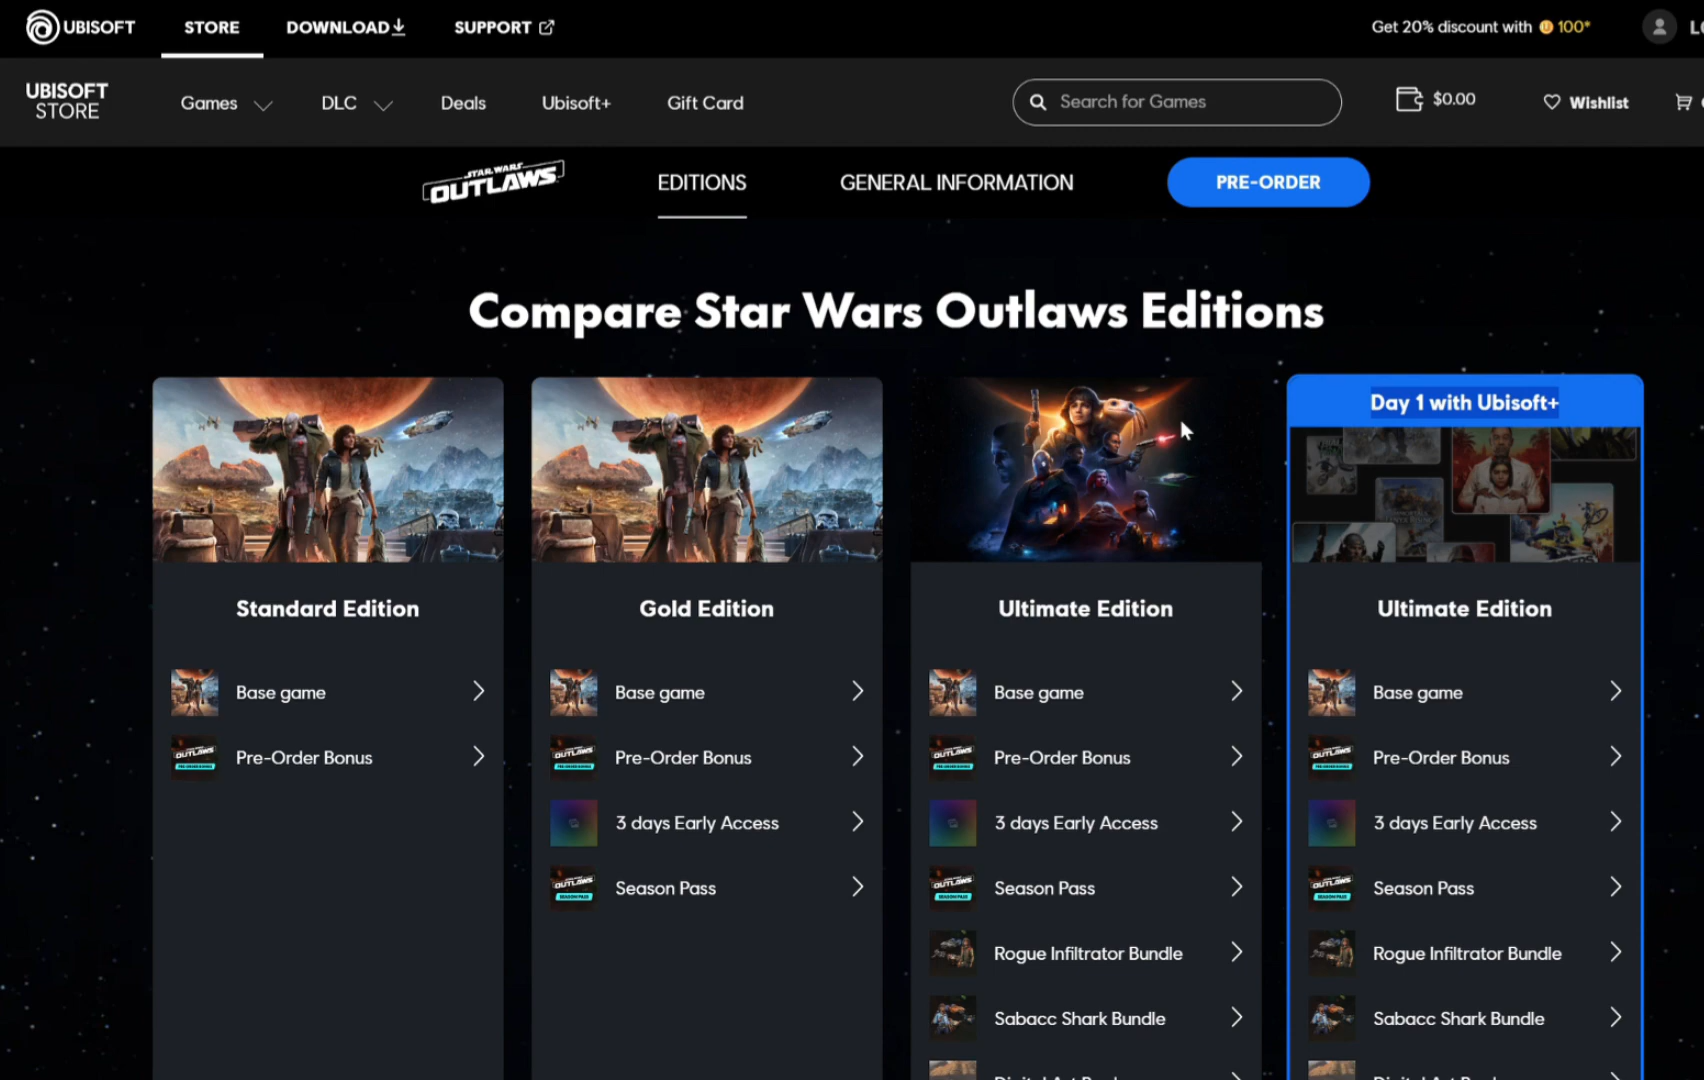 UBISOFT STORE DOWNLOAD SUPPORT Get 20% discount with 100*
UBISOFT STORE Games DLC Deals Ubisoft+ Gift Card Search for Games $0.00 Wishlist
STAR WARS OUTLAWS EDITIONS GENERAL INFORMATION PRE-ORDER
Compare Star Wars Outlaws Editions
Day 1 with Ubisoft+
Standard Edition Gold Edition Ultimate Edition Ultimate Edition
Base game Base game Base game Base game
Pre-Order Bonus Pre-Order Bonus Pre-Order Bonus Pre-Order Bonus
3 days Early Access 3 days Early Access 3 days Early Access
Season Pass Season Pass Season Pass
Rogue Infiltrator Bundle Rogue Infiltrator Bundle
Sabacc Shark Bundle Sabacc Shark Bundle